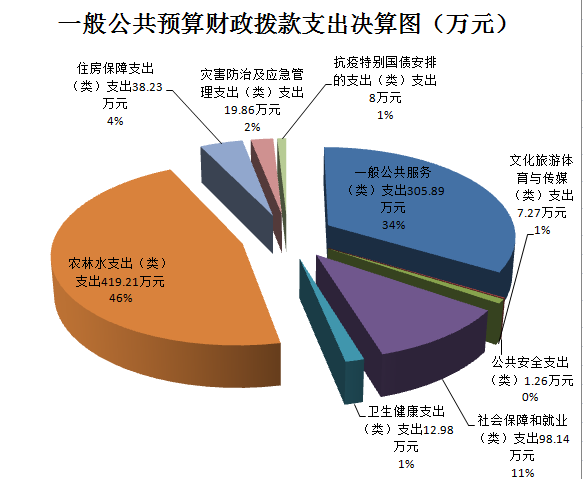 一般公共预算财政拨款支出决算图（万元）
住房保障支出
（类）支出38.23
万元
4%
灾害防治及应急管
理支出（类）支出
19.86万元
2%
抗疫特别国债安排
的支出（类）支出
8万元
1%
一般公共服务
（类）支出305.89
万元
34%
文化旅游体
育与传媒
（类）支出
7.27万元
1%
农林水支出（类）
支出419.21万元
46%
公共安全支出
（类）1.26万元
0%
卫生健康支出
（类）支出12.98
万元
1%
社会保障和就业
（类）支出98.14
万元
11%